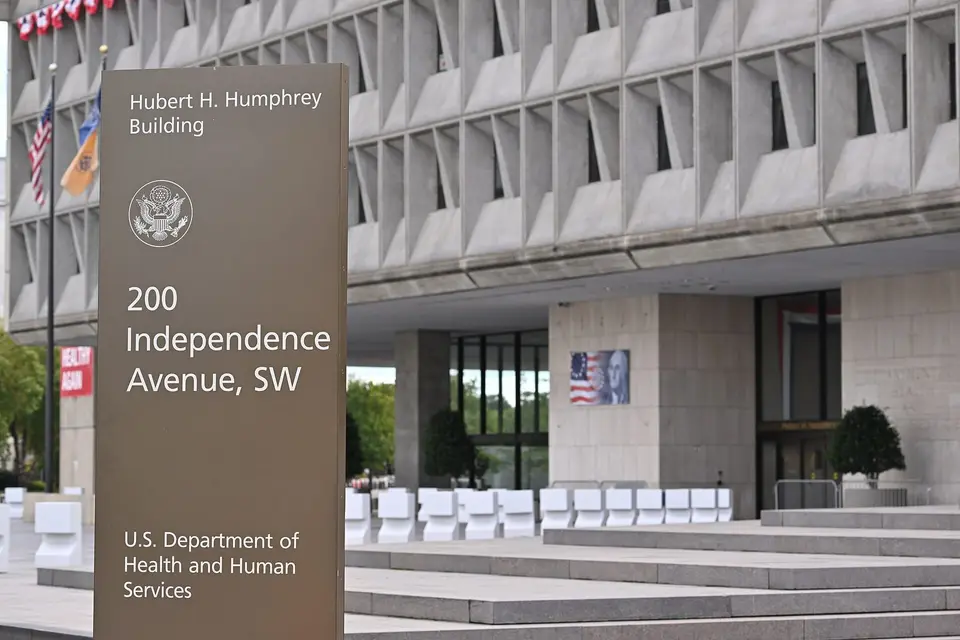 Hubert H. Humphrey
Building
200
Independence
Avenue, SW
U.S. Department of
Health and Human
Services
HEALTHY
AGAIN